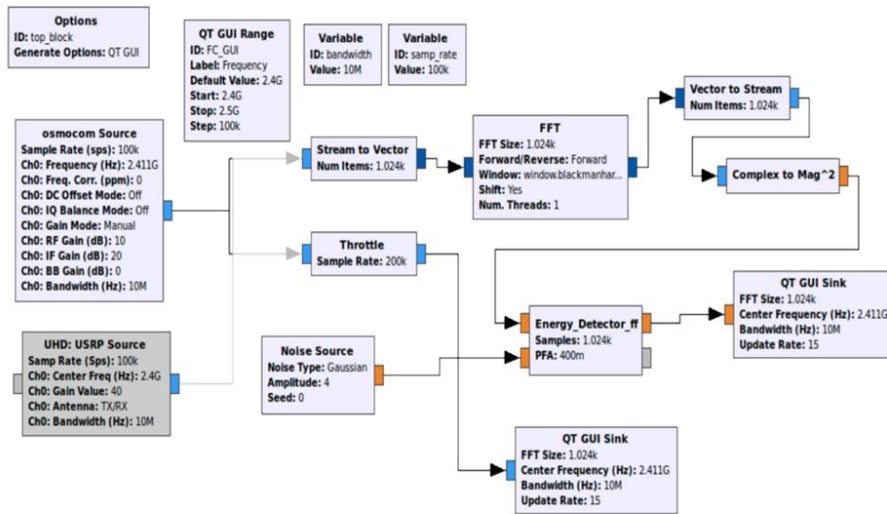 Options
ID: top_block
Generate Options: QT GUI
QT GUI Range
ID: FC_GUI
Label: Frequency
Default Value: 2.4G
Start: 2.4G
Stop: 2.5G
Step: 100k
Variable
ID: bandwidth
Value: 10M
Variable
ID: samp_rate
Value: 100k
osmocom Source
Sample Rate (sps): 100k
Ch0: Frequency (Hz): 2.411G
Ch0: Freq. Corr. (ppm): 0
Ch0: DC Offset Mode: Off
Ch0: IQ Balance Mode: Off
Ch0: Gain Mode: Manual
Ch0: RF Gain (dB): 10
Ch0: IF Gain (dB): 20
Ch0: BB Gain (dB): 0
Ch0: Bandwidth (Hz): 10M
Stream to Vector
Num Items: 1.024k
FFT
FFT Size: 1.024k
Forward/Reverse: Forward
Window: window.blackmanhar...
Shift: Yes
Num. Threads: 1
Vector to Stream
Num Items: 1.024k
Complex to Mag^2
Throttle
Sample Rate: 200k
UHD: USRP Source
Samp Rate (Sps): 100k
Ch0: Center Freq (Hz): 2.4G
Ch0: Gain Value: 40
Ch0: Antenna: TX/RX
Ch0: Bandwidth (Hz): 10M
Noise Source
Noise Type: Gaussian
Amplitude: 4
Seed: 0
Energy_Detector_ff
Samples: 1.024k
PFA: 400m
QT GUI Sink
FFT Size: 1.024k
Center Frequency (Hz): 2.411G
Bandwidth (Hz): 10M
Update Rate: 15
QT GUI Sink
FFT Size: 1.024k
Center Frequency (Hz): 2.411G
Bandwidth (Hz): 10M
Update Rate: 15